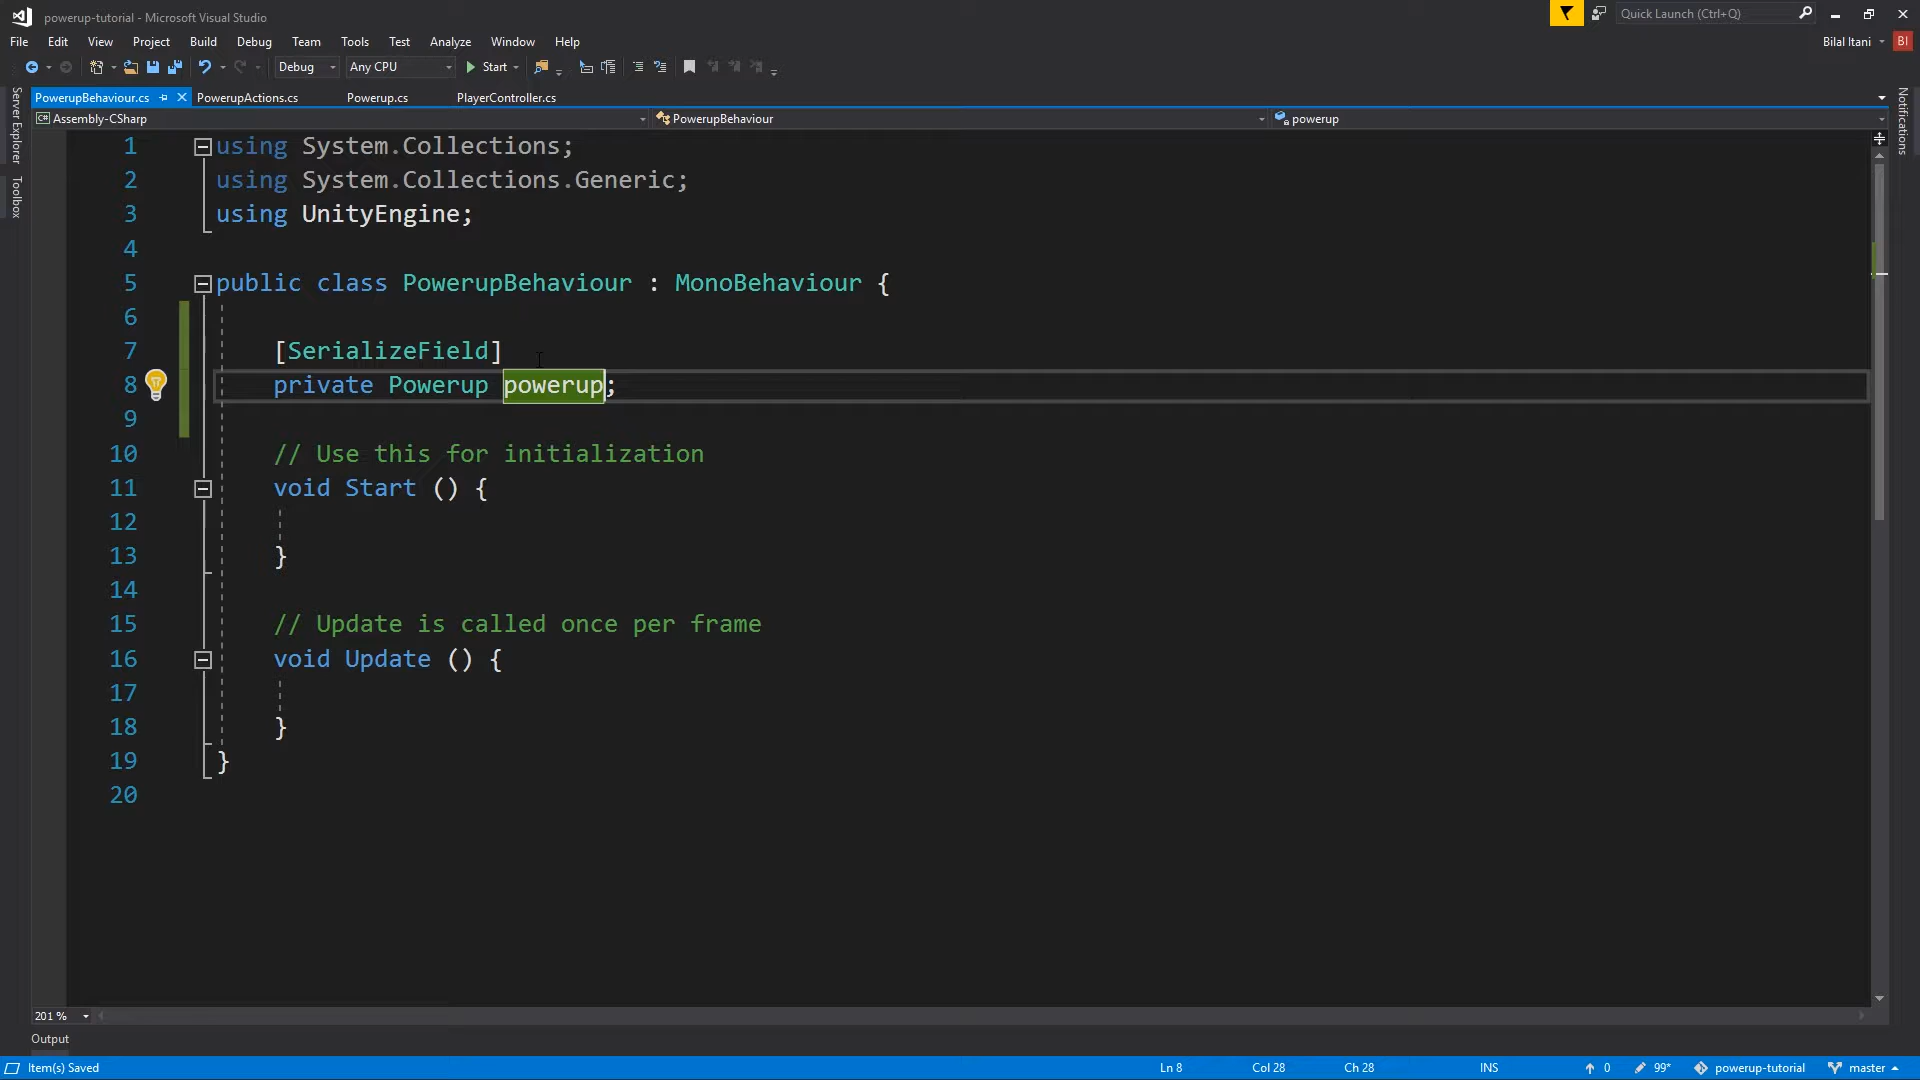 powerup-tutorial - Microsoft Visual Studio
Quick Launch (Ctrl+Q)
File Edit View Project Build Debug Team Tools Test Analyze Window Help
Bilal Itani BI
Debug Any CPU Start
PowerupBehaviour.cs PowerupActions.cs Powerup.cs PlayerController.cs
Assembly-CSharp PowerupBehaviour powerup
Server Explorer
Toolbox
Notifications
1 using System.Collections;
2 using System.Collections.Generic;
3 using UnityEngine;
4
5 public class PowerupBehaviour : MonoBehaviour {
6
7 [SerializeField]
8 private Powerup powerup;
9
10 // Use this for initialization
11 void Start () {
12
13 }
14
15 // Update is called once per frame
16 void Update () {
17
18 }
19 }
20
201 %
Output
Item(s) Saved Ln 8 Col 28 Ch 28 INS 0 99* powerup-tutorial master